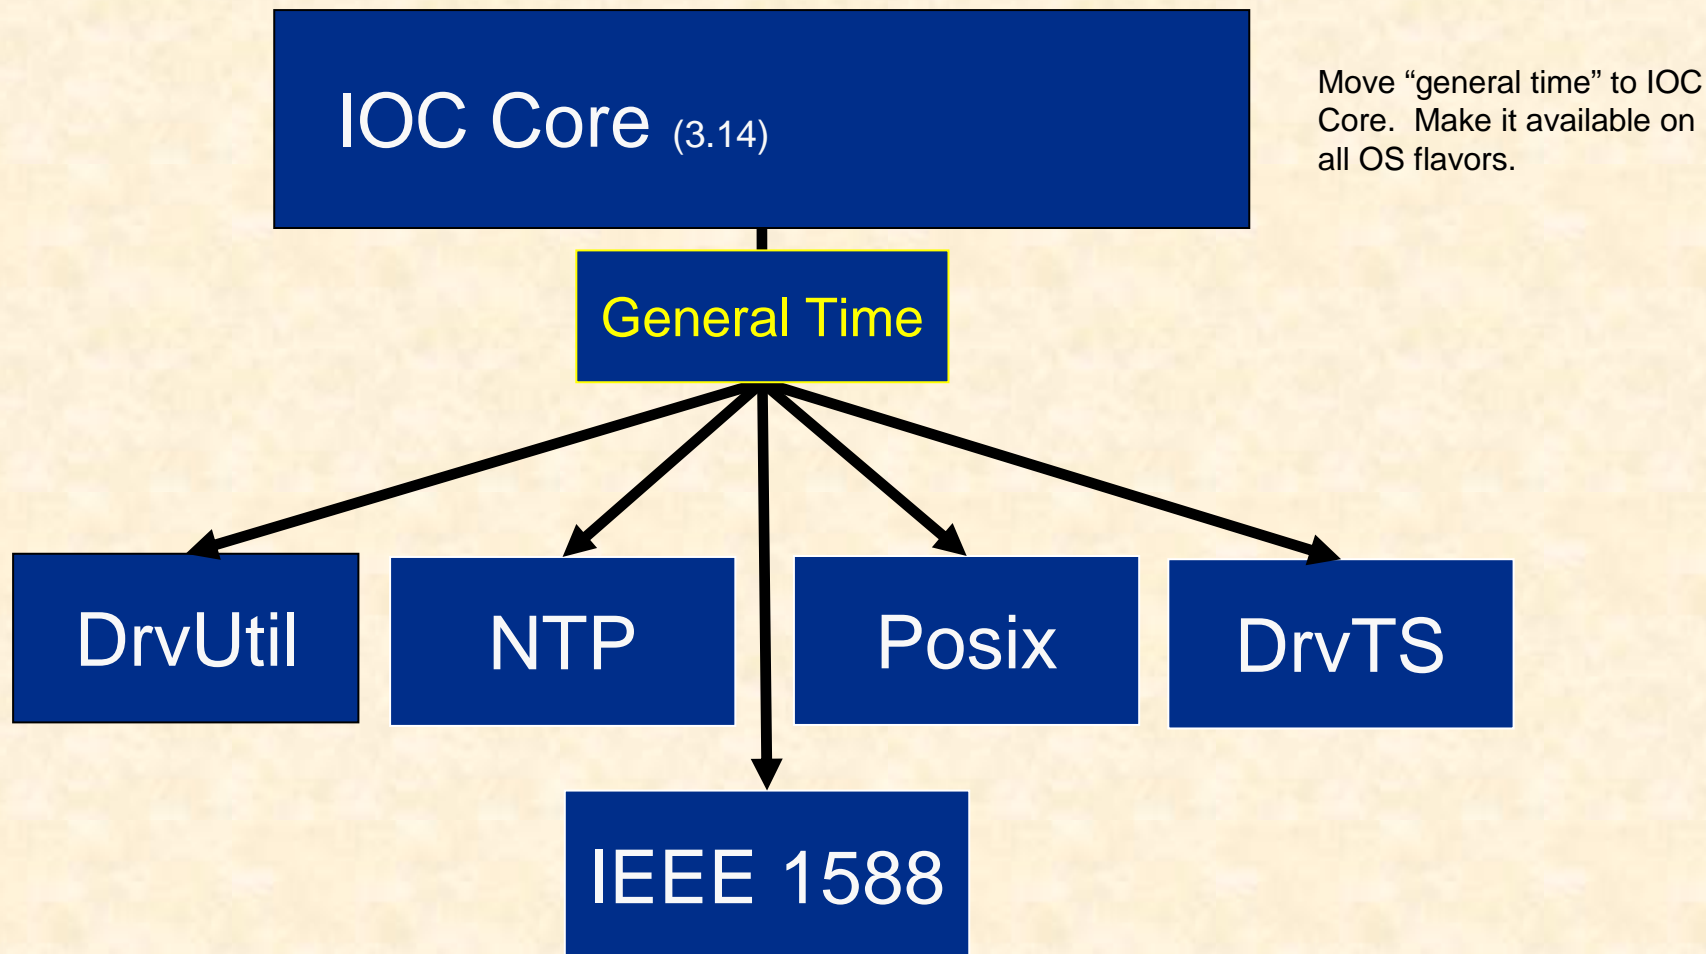 IOC Core (3.14)
Move “general time” to IOC
Core.  Make it available on
all OS flavors.
General Time
DrvUtil
NTP
Posix
DrvTS
IEEE 1588